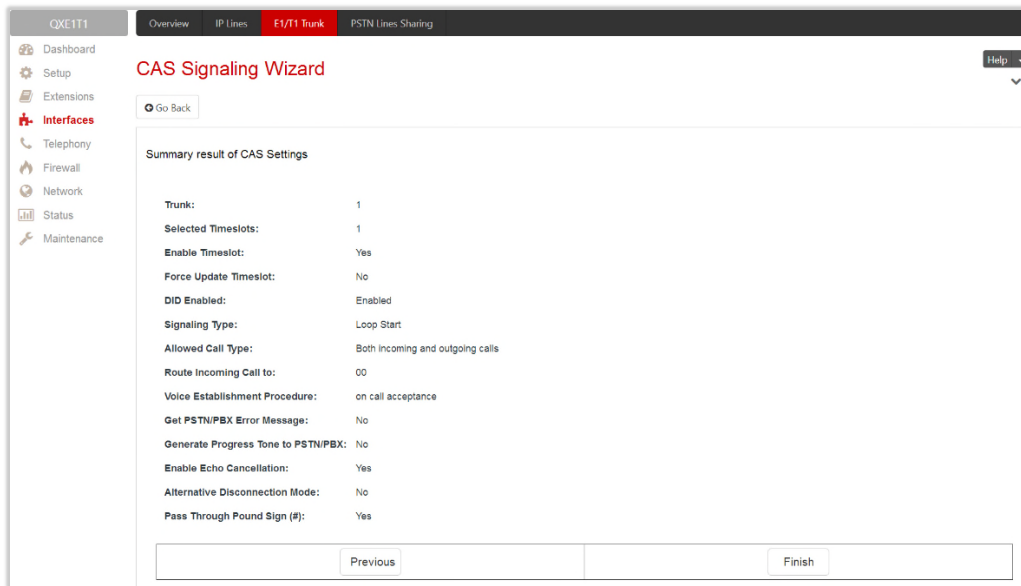 QXE1T1
Overview IP Lines E1/T1 Trunk PSTN Lines Sharing
Dashboard
Setup
Extensions
Interfaces
Telephony
Firewall
Network
Status
Maintenance
CAS Signaling Wizard
Help
Go Back
Summary result of CAS Settings
Trunk: 1
Selected Timeslots: 1
Enable Timeslot: Yes
Force Update Timeslot: No
DID Enabled: Enabled
Signaling Type: Loop Start
Allowed Call Type: Both incoming and outgoing calls
Route Incoming Call to: 00
Voice Establishment Procedure: on call acceptance
Get PSTN/PBX Error Message: No
Generate Progress Tone to PSTN/PBX: No
Enable Echo Cancellation: Yes
Alternative Disconnection Mode: No
Pass Through Pound Sign (#): Yes
Previous Finish